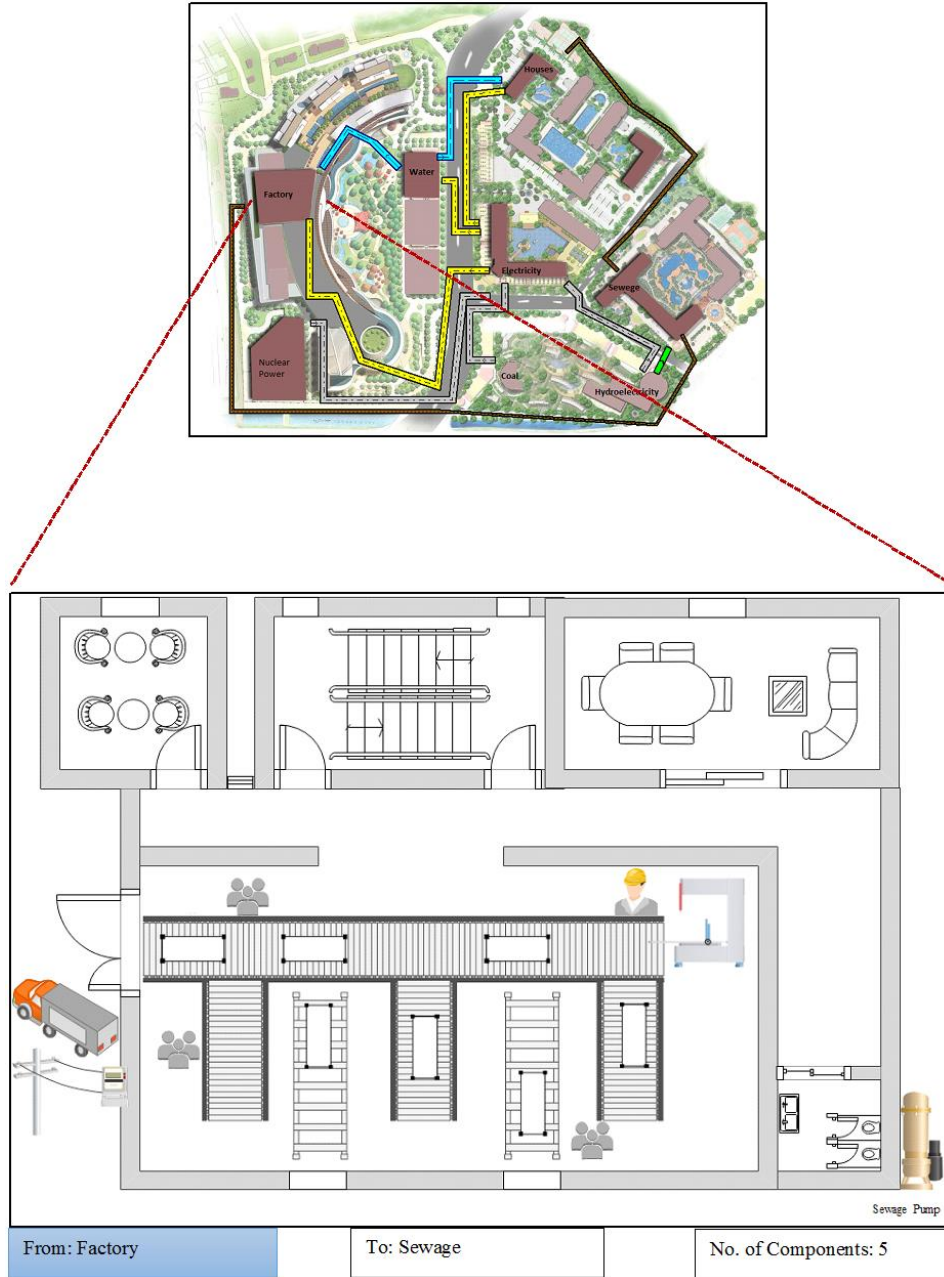 Houses
Water
Factory
Electricity
Sewege
Nuclear
Power
Coal
Hydroelectricity
Sewage Pump
From: Factory
To: Sewage
No. of Components: 5